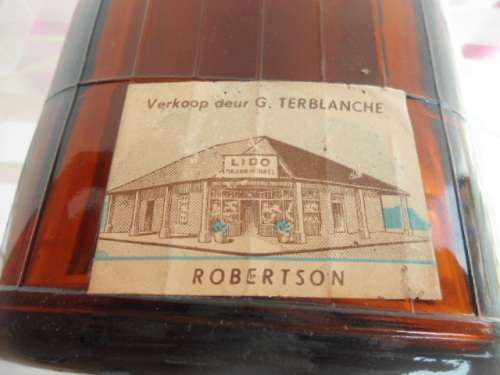 Verkoop deur G. TERBLANCHE
LIDO
ROBERTSON